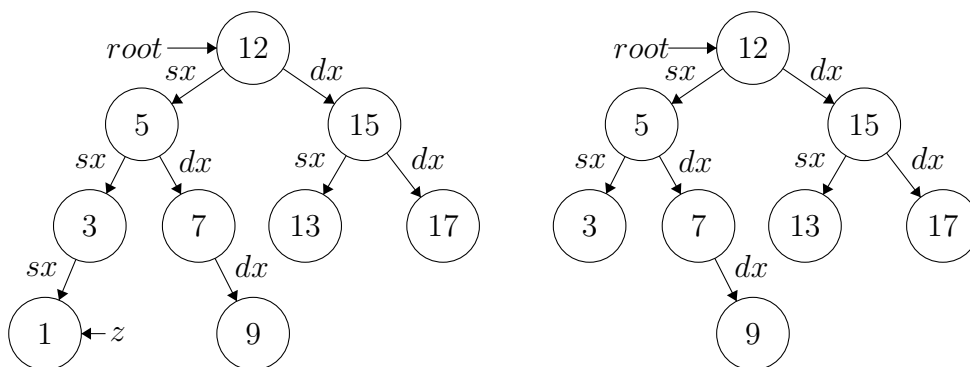 root 12 root 12
sx dx sx dx
5 15 5 15
sx dx sx dx sx dx sx dx
3 7 13 17 3 7 13 17
sx dx dx
1 z 9 9